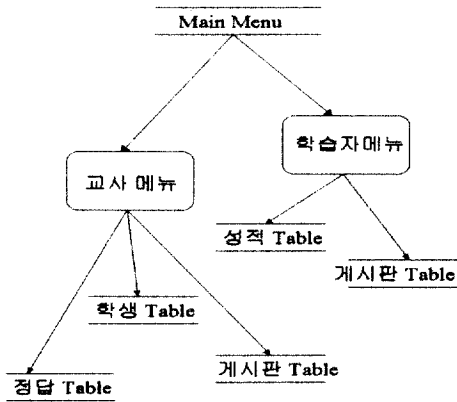 Main Menu
학습자메뉴
교사 메뉴
성적 Table
게시판 Table
학생 Table
게시판 Table
정답 Table